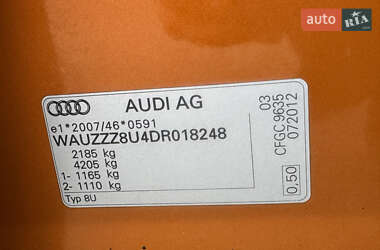 auto RIA
AUDI AG
e1*2007/46*0591
WAUZZZ8U4DR018248
2185 kg
4205 kg
1- 1165 kg
2- 1110 kg
Typ 8U
03
CFGC 9635
072012
0,50